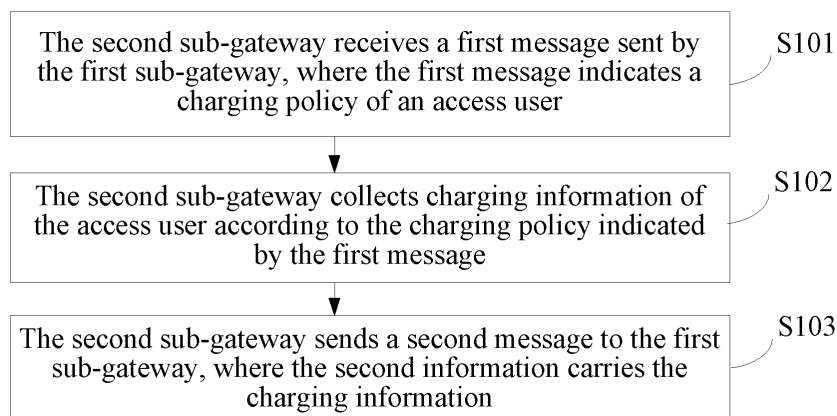 The second sub-gateway receives a first message sent by
the first sub-gateway, where the first message indicates a
charging policy of an access user
S101
The second sub-gateway collects charging information of
the access user according to the charging policy indicated
by the first message
S102
The second sub-gateway sends a second message to the first
sub-gateway, where the second information carries the
charging information
S103